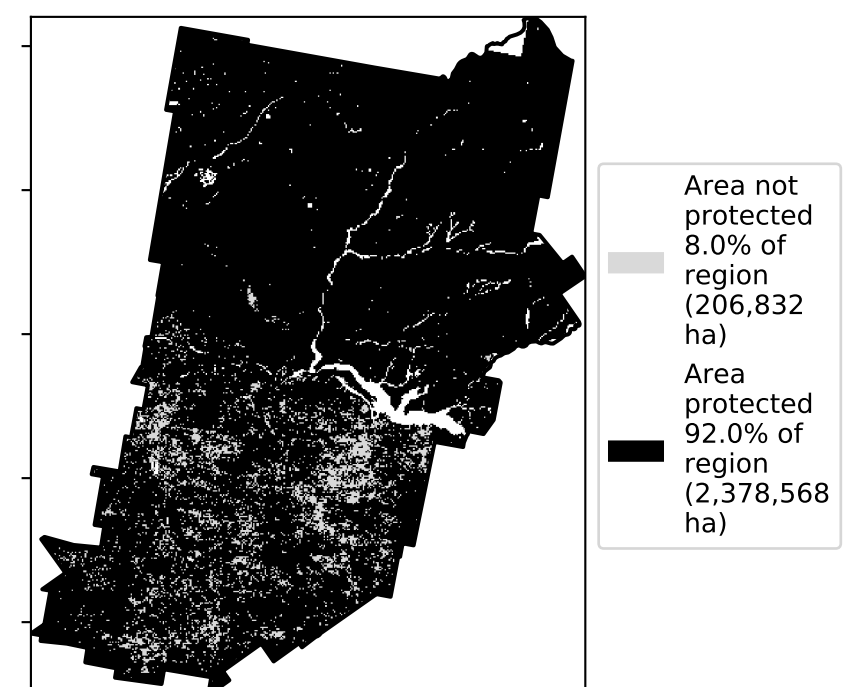 Area not
protected
8.0% of
region
(206,832
ha)
Area
protected
92.0% of
region
(2,378,568
ha)